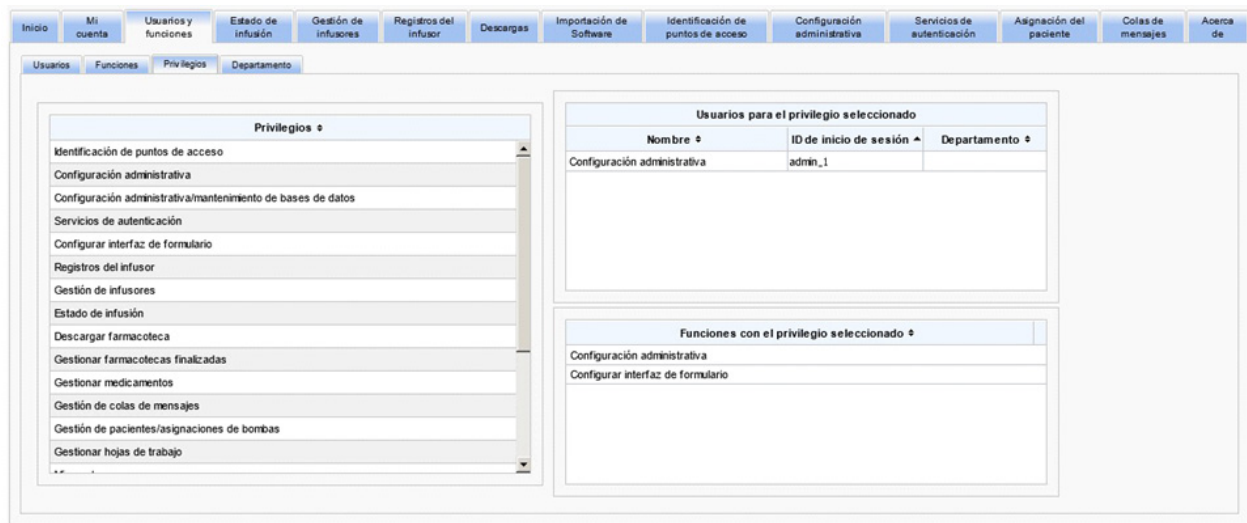 Inicio
Mi cuenta
Usuarios y funciones
Estado de infusión
Gestión de infusores
Registros del infusor
Descargas
Importación de Software
Identificación de puntos de acceso
Configuración administrativa
Servicios de autenticación
Asignación del paciente
Colas de mensajes
Acerca de
Usuarios Funciones Privilegios Departamento
Privilegios
Identificación de puntos de acceso
Configuración administrativa
Configuración administrativa/mantenimiento de bases de datos
Servicios de autenticación
Configurar interfaz de formulario
Registros del infusor
Gestión de infusores
Estado de infusión
Descargar farmacoteca
Gestionar farmacotecas finalizadas
Gestionar medicamentos
Gestión de colas de mensajes
Gestión de pacientes/asignaciones de bombas
Gestionar hojas de trabajo
Usuarios para el privilegio seleccionado
Nombre ID de inicio de sesión Departamento
Configuración administrativa admin_1
Funciones con el privilegio seleccionado
Configuración administrativa
Configurar interfaz de formulario